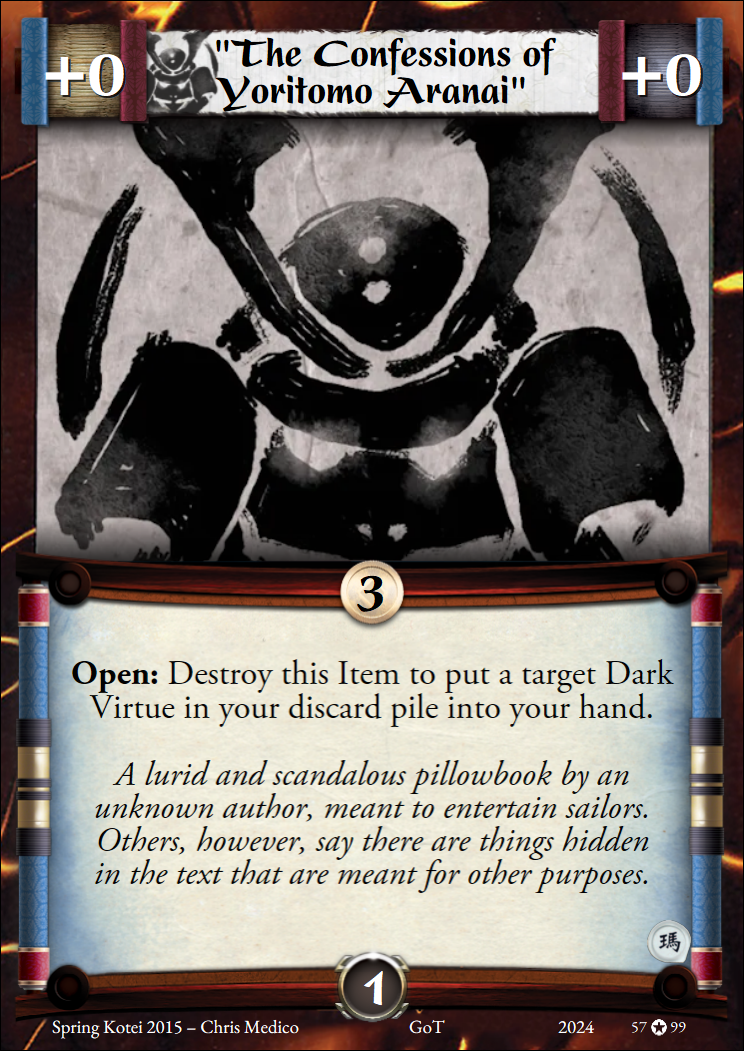 +0
"The Confessions of
Yoritomo Aranai"
+0
3
Open: Destroy this Item to put a target Dark
Virtue in your discard pile into your hand.
A lurid and scandalous pillowbook by an
unknown author, meant to entertain sailors.
Others, however, say there are things hidden
in the text that are meant for other purposes.
瑪
1
Spring Kotei 2015 – Chris Medico GoT 2024 57 ✪ 99